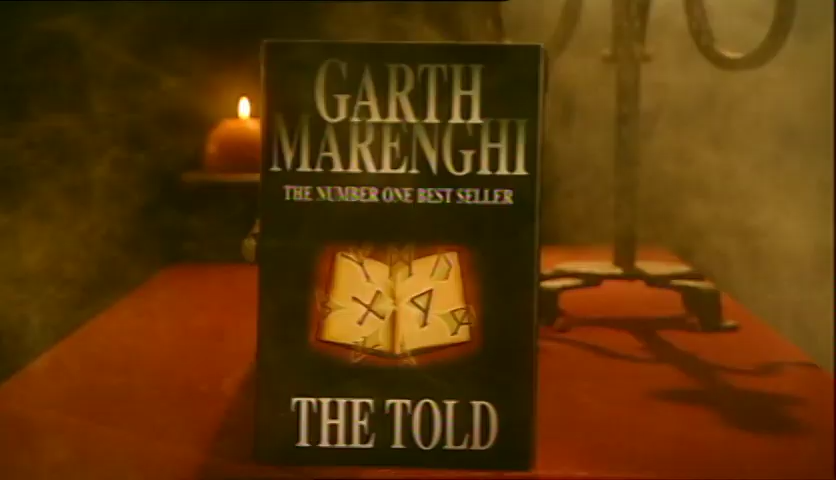 GARTH
MARENGHI
THE NUMBER ONE BEST SELLER
THE TOLD